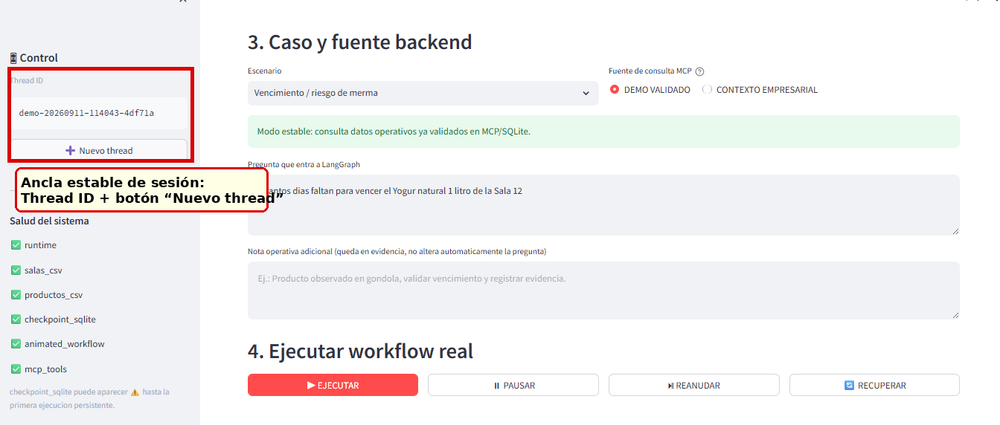 Control
Thread ID
demo-20260911-114043-4df71a
Nuevo thread
Ancla estable de sesión:
Thread ID + botón “Nuevo thread”
Salud del sistema
runtime
salas_csv
productos_csv
checkpoint_sqlite
animated_workflow
mcp_tools
checkpoint_sqlite puede aparecer ⚠️ hasta la
primera ejecucion persistente.
3. Caso y fuente backend
Escenario
Vencimiento / riesgo de merma
Fuente de consulta MCP
DEMO VALIDADO
CONTEXTO EMPRESARIAL
Modo estable: consulta datos operativos ya validados en MCP/SQLite.
Pregunta que entra a LangGraph
antos dias faltan para vencer el Yogur natural 1 litro de la Sala 12
Nota operativa adicional (queda en evidencia, no altera automaticamente la pregunta)
Ej.: Producto observado en gondola, validar vencimiento y registrar evidencia.
4. Ejecutar workflow real
EJECUTAR
PAUSAR
REANUDAR
RECUPERAR